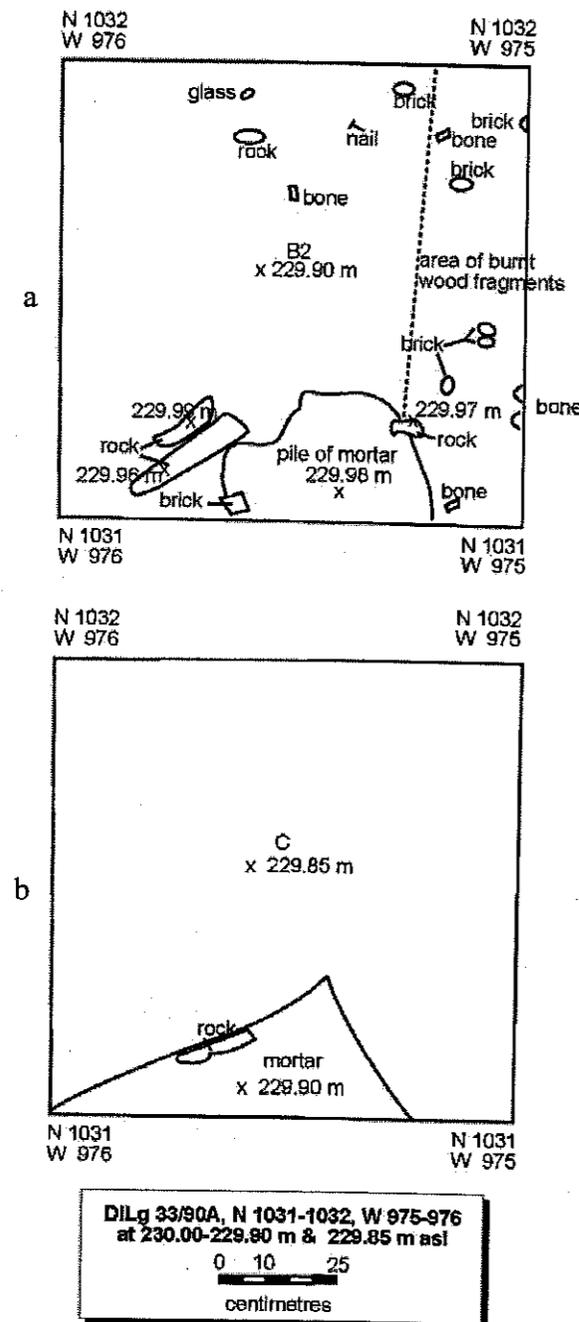 N 1032
W 976
N 1032
W 975
glass
brick
rock
nail
brick
bone
brick
bone
a
B2
x 229.90 m
area of burnt
wood fragments
brick
229.99 m
229.97 m
bone
rock
rock
229.96 m
pile of mortar
229.98 m
x
brick
bone
N 1031
W 976
N 1031
W 975
N 1032
W 976
N 1032
W 975
C
x 229.85 m
b
rock
mortar
x 229.90 m
N 1031
W 976
N 1031
W 975
DlLg 33/90A, N 1031-1032, W 975-976
at 230.00-229.90 m & 229.85 m asl
0 10 25
centimetres